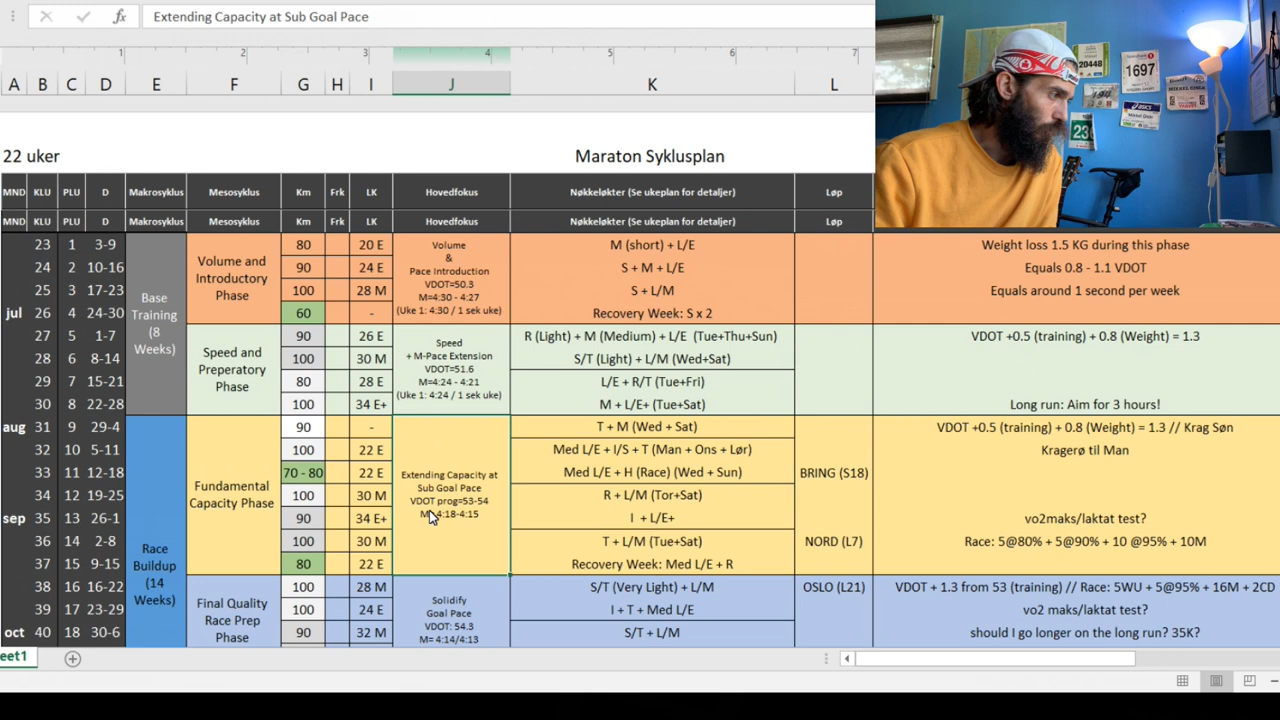 Extending Capacity at Sub Goal Pace
1 2 3 4 5 6 7
A B C D E F G H I J K L
22 uker Maraton Syklusplan
MND KLU PLU D Makrosyklus Mesosyklus Km Frk LK Hovedfokus Nøkkeløkter (Se ukeplan for detaljer) Løp
MND KLU PLU D Makrosyklus Mesosyklus Km Frk LK Hovedfokus Nøkkeløkter (Se ukeplan for detaljer) Løp
23 1 3-9 80 20 E M (short) + L/E Weight loss 1.5 KG during this phase
24 2 10-16 90 24 E S + M + L/E Equals 0.8 - 1.1 VDOT
25 3 17-23 100 28 M S + L/M Equals around 1 second per week
jul 26 4 24-30 60 - Recovery Week: S x 2
Volume and
Introductory
Phase
Volume
&
Pace Introduction
VDOT=50.3
M=4:30 - 4:27
(Uke 1: 4:30 / 1 sek uke)
Base
Training
(8
Weeks)
27 5 1-7 90 26 E R (Light) + M (Medium) + L/E (Tue+Thu+Sun) VDOT +0.5 (training) + 0.8 (Weight) = 1.3
28 6 8-14 100 30 M S/T (Light) + L/M (Wed+Sat)
29 7 15-21 80 28 E L/E + R/T (Tue+Fri)
30 8 22-28 100 34 E+ M + L/E+ (Tue+Sat) Long run: Aim for 3 hours!
Speed and
Preperatory
Phase
Speed
+ M-Pace Extension
VDOT=51.6
M=4:24 - 4:21
(Uke 1: 4:24 / 1 sek uke)
aug 31 9 29-4 90 - T + M (Wed + Sat) VDOT +0.5 (training) + 0.8 (Weight) = 1.3 // Krag Søn
32 10 5-11 100 22 E Med L/E + I/S + T (Man + Ons + Lør) Kragerø til Man
33 11 12-18 70 - 80 22 E Med L/E + H (Race) (Wed + Sun) BRING (S18)
34 12 19-25 100 30 M R + L/M (Tor+Sat)
sep 35 13 26-1 90 34 E+ I + L/E+ vo2maks/laktat test?
36 14 2-8 100 30 M T + L/M (Tue+Sat) NORD (L7) Race: 5@80% + 5@90% + 10 @95% + 10M
37 15 9-15 80 22 E Recovery Week: Med L/E + R
Fundamental
Capacity Phase
Extending Capacity at
Sub Goal Pace
VDOT prog=53-54
4:18-4:15
Race
Buildup
(14
Weeks)
38 16 16-22 100 28 M S/T (Very Light) + L/M OSLO (L21) VDOT + 1.3 from 53 (training) // Race: 5WU + 5@95% + 16M + 2CD
39 17 23-29 100 24 E I + T + Med L/E vo2 maks/laktat test?
oct 40 18 30-6 90 32 M S/T + L/M should I go longer on the long run? 35K?
Final Quality
Race Prep
Phase
Solidify
Goal Pace
VDOT: 54.3
M= 4:14/4:13
eet1
20448
1697
194
asics
23